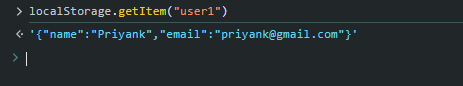 > localStorage.getItem("user1")
<· '{"name":"Priyank","email":"priyank@gmail.com"}'
>